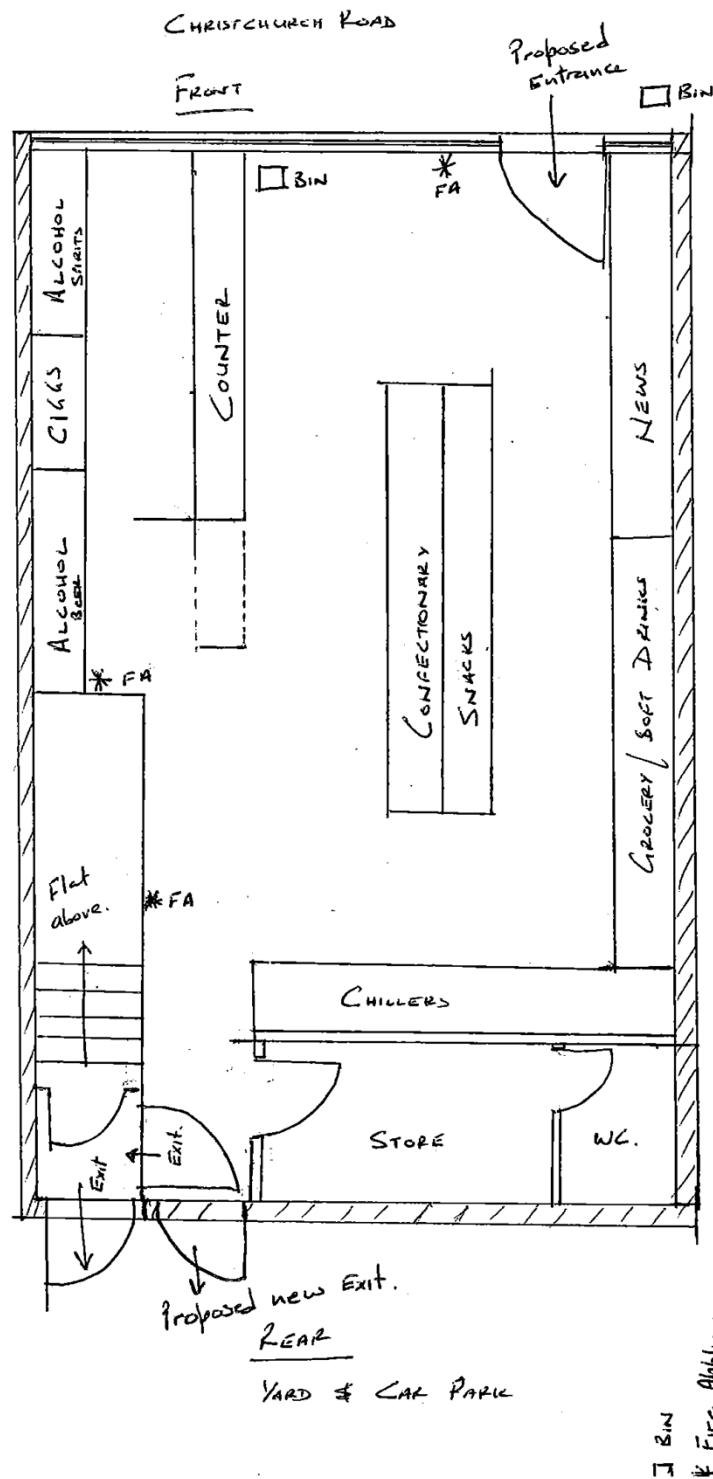 CHRISTCHURCH ROAD
FRONT
Proposed
Entrance
BIN
BIN
FA
ALCOHOL
SPIRITS
CIGGS
ALCOHOL
BEER
COUNTER
NEWS
CONFECTIONARY
SNACKS
GROCERY / SOFT DRINKS
FA
FA
Flat
above.
CHILLERS
STORE
WC.
Exit.
Exit
Proposed new Exit.
REAR
YARD & CAR PARK
BIN
* Fire